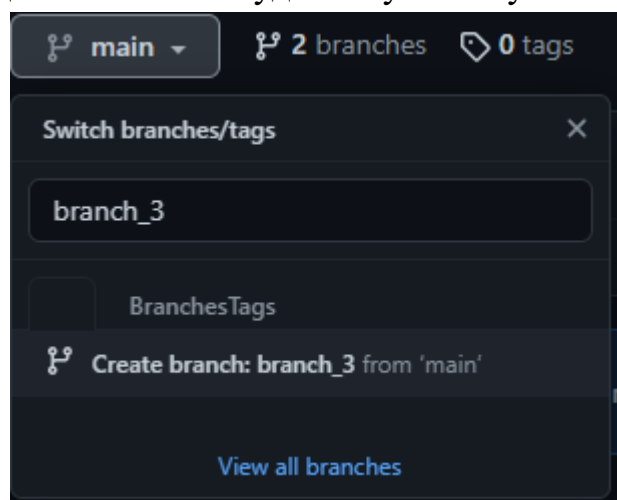 main 2 branches 0 tags
Switch branches/tags
branch_3
BranchesTags
Create branch: branch_3 from ‘main’
View all branches